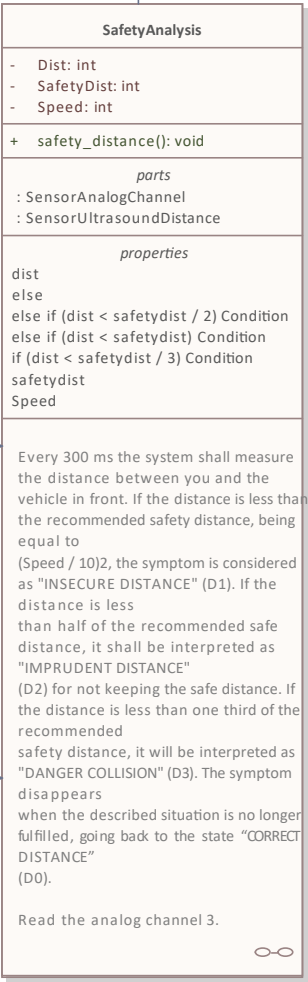 SafetyAnalysis
- Dist: int
- SafetyDist: int
- Speed: int
+ safety_distance(): void
parts
: SensorAnalogChannel
: SensorUltrasoundDistance
properties
dist
else
else if (dist < safetydist / 2) Condition
else if (dist < safetydist) Condition
if (dist < safetydist / 3) Condition
safetydist
Speed
Every 300 ms the system shall measure
the distance between you and the
vehicle in front. If the distance is less than
the recommended safety distance, being
equal to
(Speed / 10)2, the symptom is considered
as "INSECURE DISTANCE" (D1). If the
distance is less
than half of the recommended safe
distance, it shall be interpreted as
"IMPRUDENT DISTANCE"
(D2) for not keeping the safe distance. If
the distance is less than one third of the
recommended
safety distance, it will be interpreted as
"DANGER COLLISION" (D3). The symptom
disappears
when the described situation is no longer
fulfilled, going back to the state “CORRECT
DISTANCE”
(D0).
Read the analog channel 3.